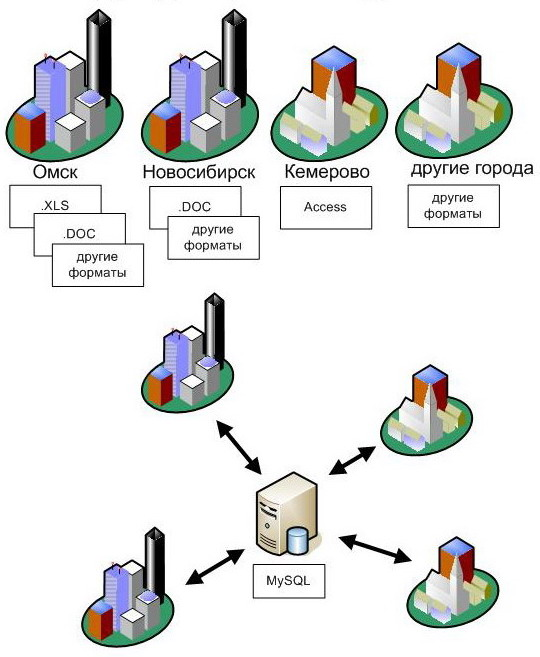 Омск
Новосибирск
Кемерово
другие города
.XLS
.DOC
другие
форматы
.DOC
другие
форматы
Access
другие
форматы
MySQL